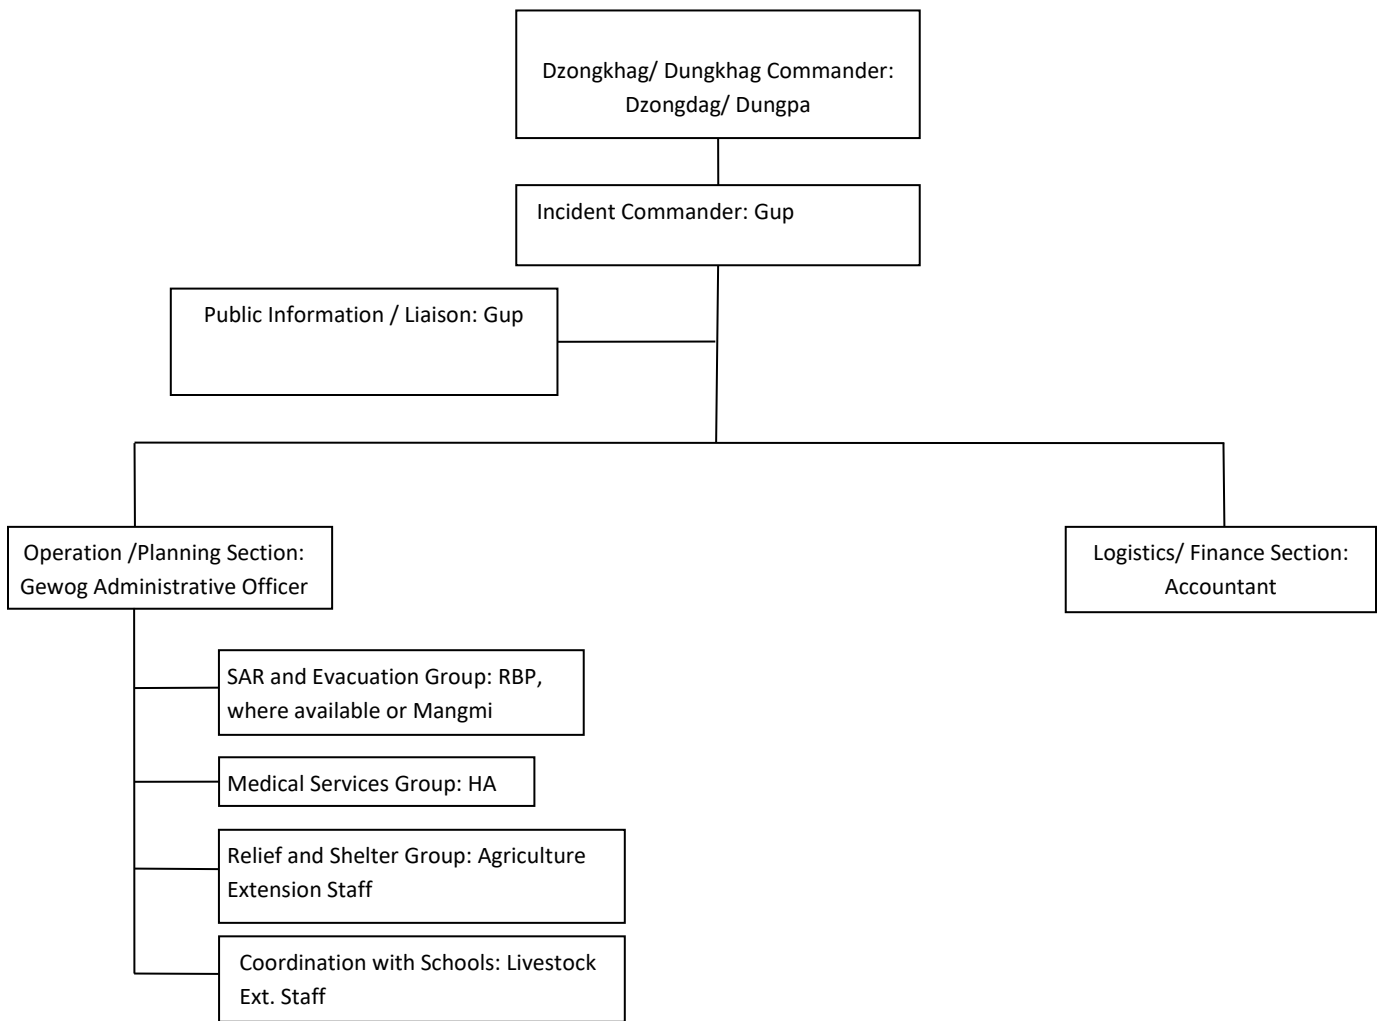 Dzongkhag/ Dungkhag Commander:
Dzongdag/ Dungpa
Incident Commander: Gup
Public Information / Liaison: Gup
Operation /Planning Section:
Gewog Administrative Officer
Logistics/ Finance Section:
Accountant
SAR and Evacuation Group: RBP,
where available or Mangmi
Medical Services Group: HA
Relief and Shelter Group: Agriculture
Extension Staff
Coordination with Schools: Livestock
Ext. Staff